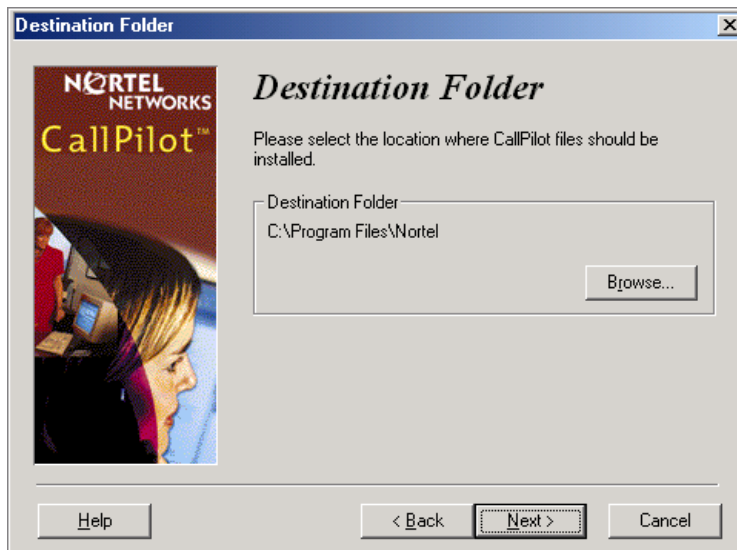 Destination Folder
NORTEL
NETWORKS
CallPilot™
Destination Folder
Please select the location where CallPilot files should be
installed.
Destination Folder
C:\Program Files\Nortel
Browse...
Help
< Back
Next >
Cancel